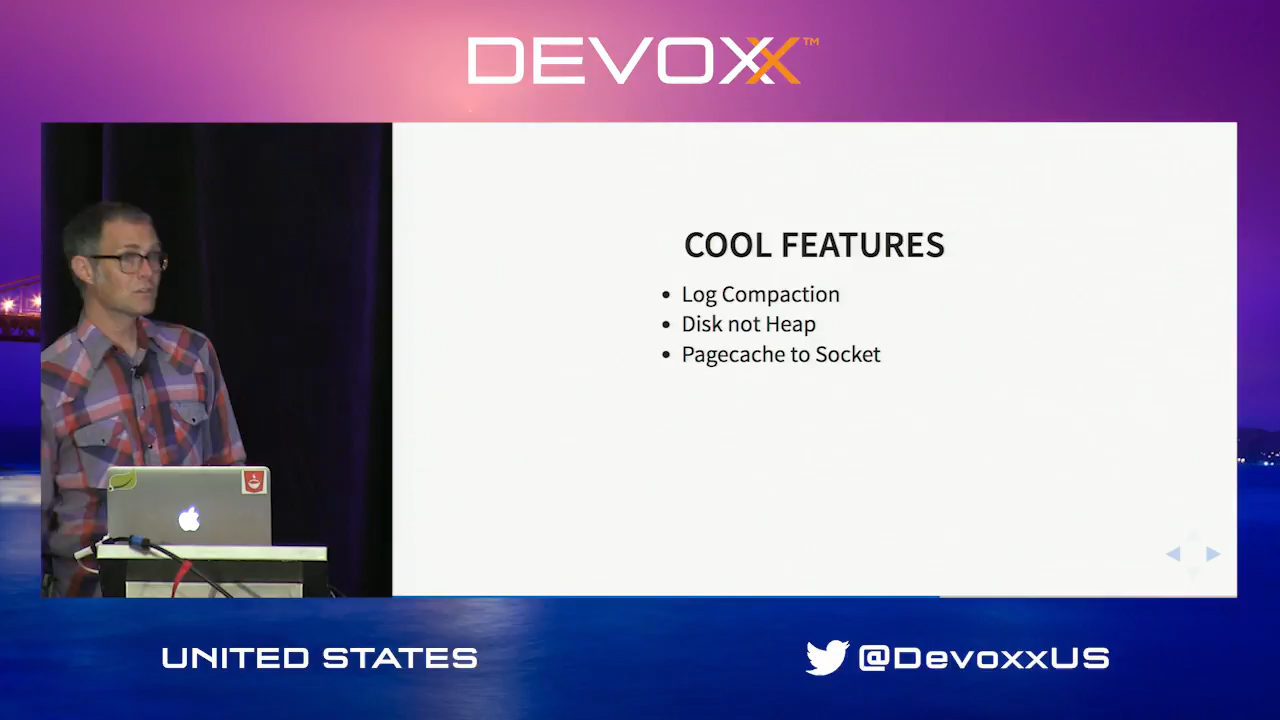 DEVOXX™
COOL FEATURES
• Log Compaction
• Disk not Heap
• Pagecache to Socket
UNITED STATES
@DevoxxUS